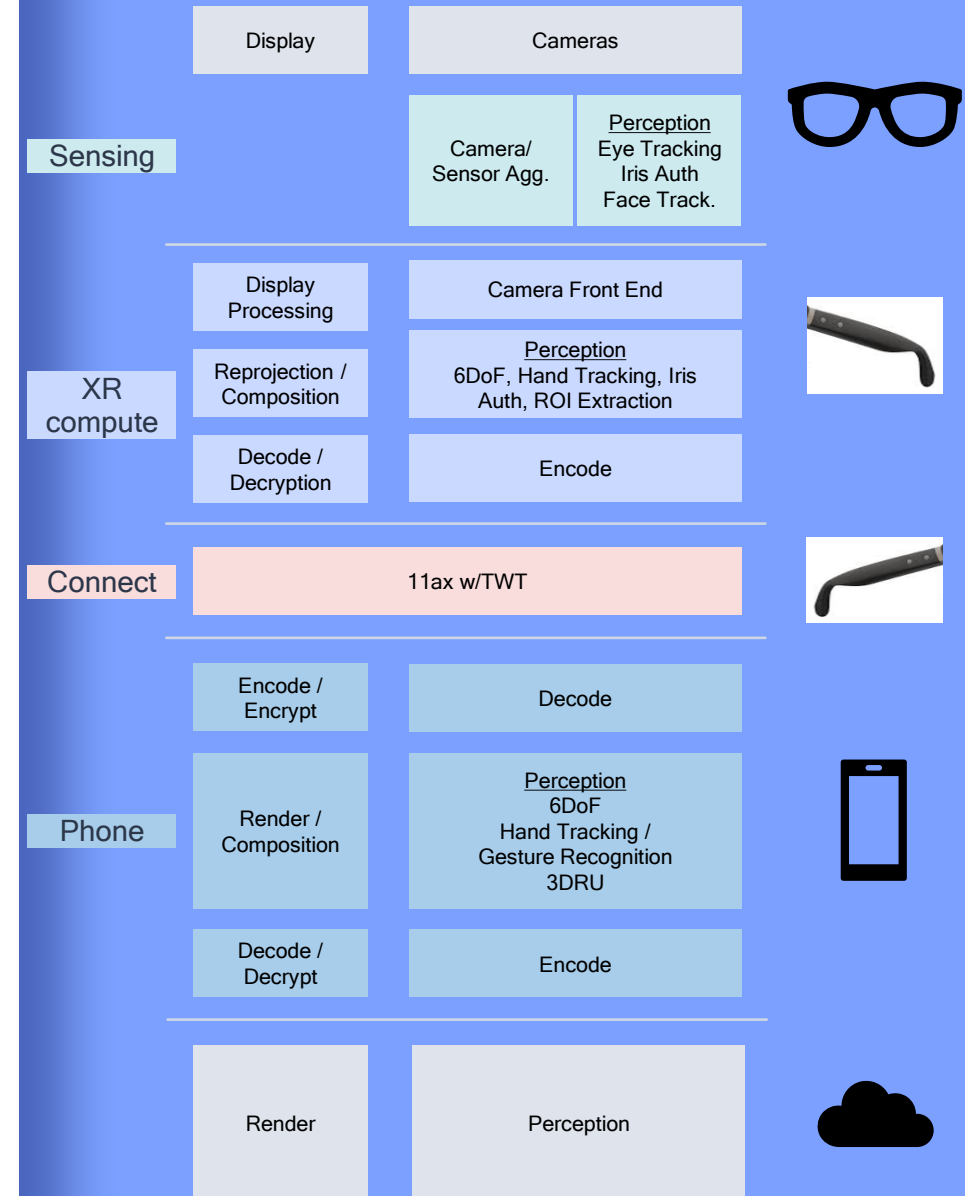 Display
Cameras
Sensing
Camera/
Sensor Agg.
Perception
Eye Tracking
Iris Auth
Face Track.
Display
Processing
Camera Front End
XR
compute
Reprojection /
Composition
Perception
6DoF, Hand Tracking, Iris
Auth, ROI Extraction
Decode /
Decryption
Encode
Connect
11ax w/TWT
Encode /
Encrypt
Decode
Phone
Render /
Composition
Perception
6DoF
Hand Tracking /
Gesture Recognition
3DRU
Decode /
Decrypt
Encode
Render
Perception